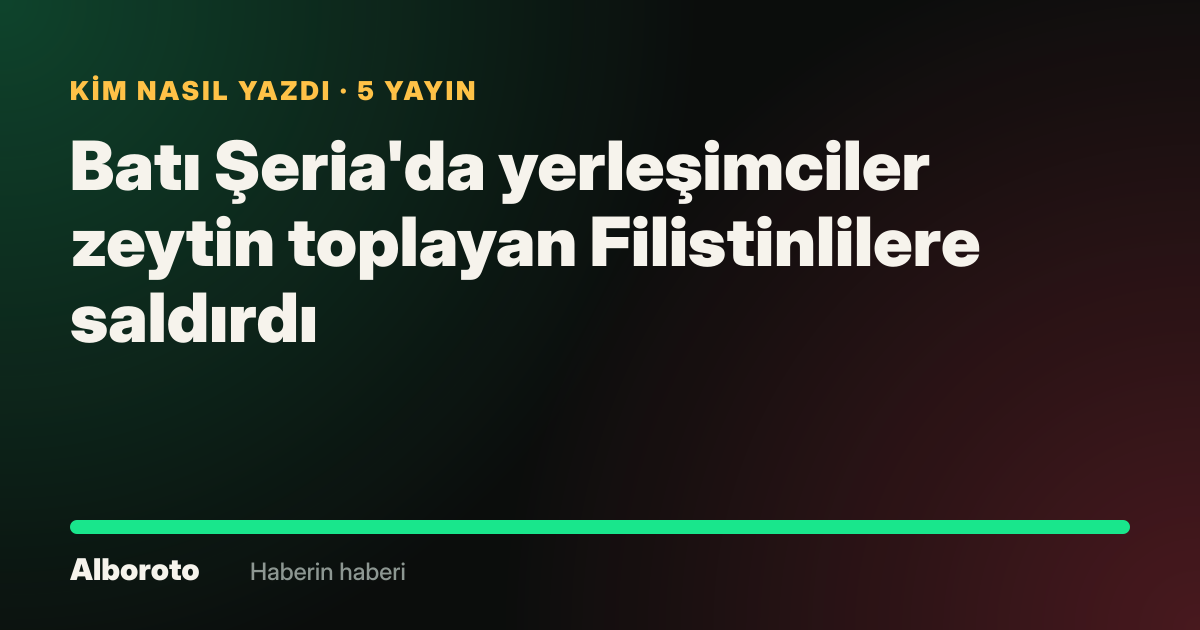 KİM NASIL YAZDI · 5 YAYIN
Batı Şeria'da yerleşimciler
zeytin toplayan Filistinlilere
saldırdı
Alboroto
Haberin haberi